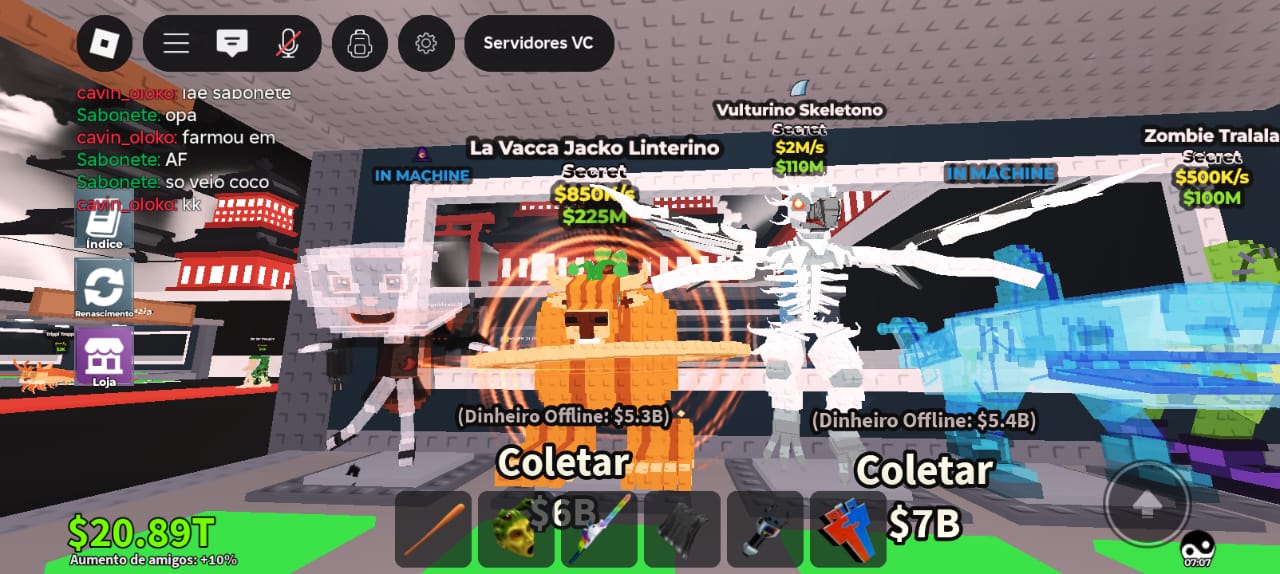 Servidores VC
cavin_oloko: iae sabonete
Sabonete: opa
cavin_oloko: farmou em
Sabonete: AF
Sabonete: so veio coco
cavin_oloko: kk
Índice
Renascimento
Loja
IN MACHINE
La Vacca Jacko Linterino
Secret
$850K/s
$225M
Vulturino Skeletono
Secret
$2M/s
$110M
IN MACHINE
Zombie Tralala
Secret
$500K/s
$100M
(Dinheiro Offline: $5.3B)
Coletar
$6B
(Dinheiro Offline: $5.4B)
Coletar
$7B
$20.89T
Aumento de amigos: +10%
07:07